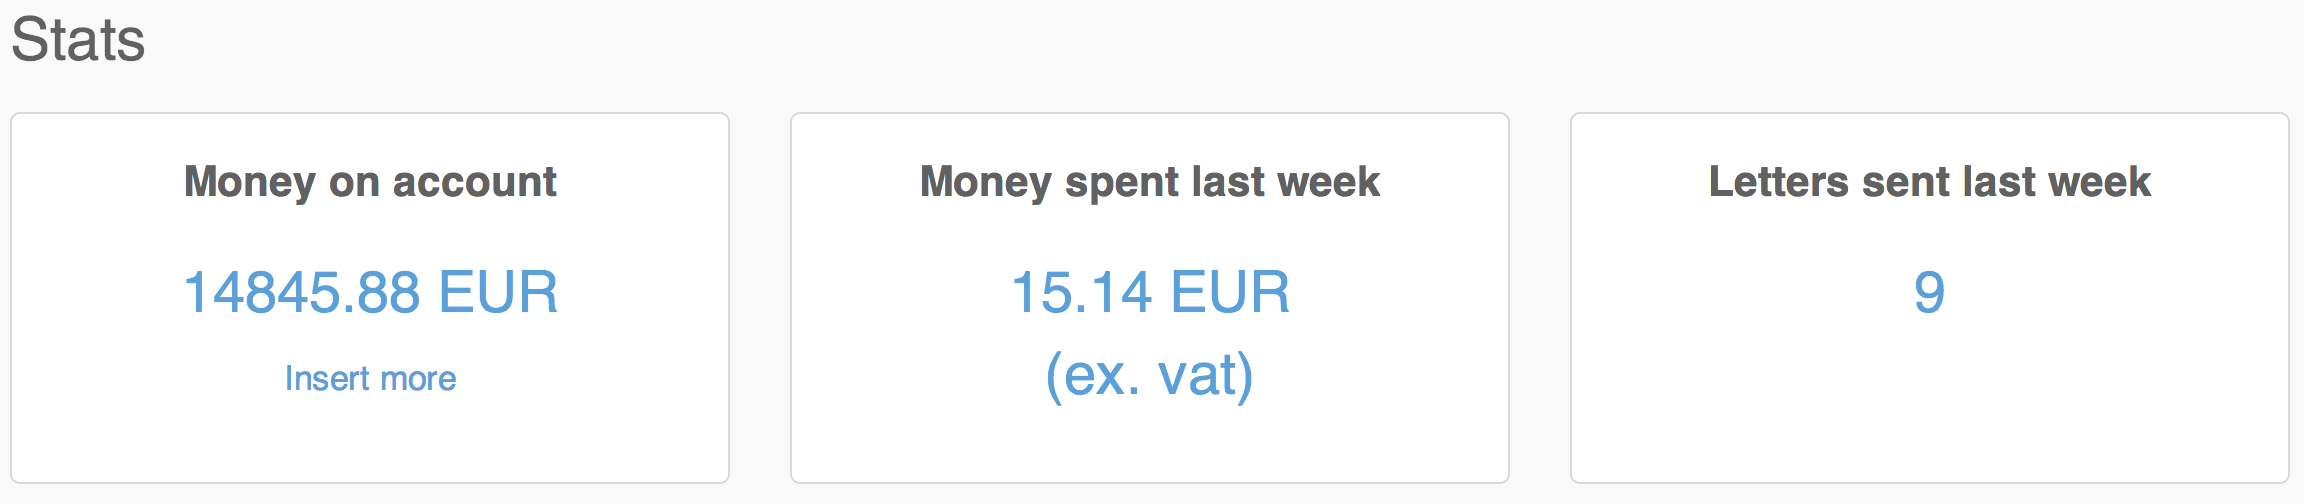 Stats
Money on account
14845.88 EUR
Insert more
Money spent last week
15.14 EUR
(ex. vat)
Letters sent last week
9